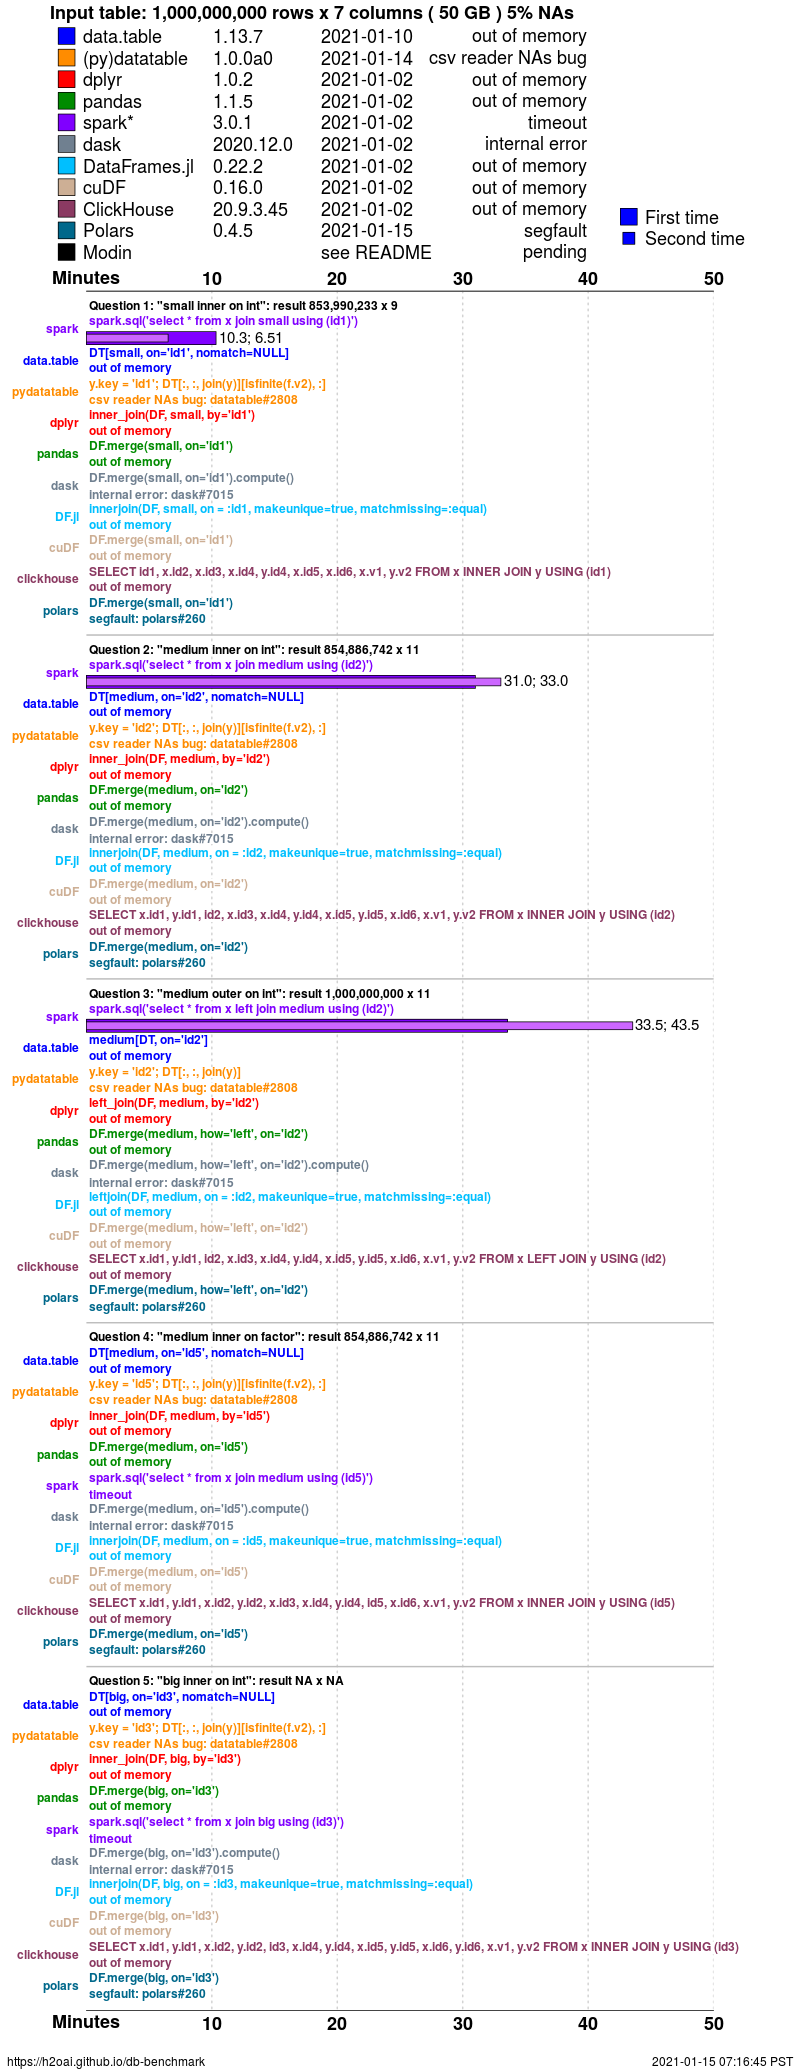 Input table: 1,000,000,000 rows x 7 columns ( 50 GB ) 5% NAs
data.table 1.13.7 2021-01-10 out of memory
(py)datatable 1.0.0a0 2021-01-14 csv reader NAs bug
dplyr 1.0.2 2021-01-02 out of memory
pandas 1.1.5 2021-01-02 out of memory
spark* 3.0.1 2021-01-02 timeout
dask 2020.12.0 2021-01-02 internal error
DataFrames.jl 0.22.2 2021-01-02 out of memory
cuDF 0.16.0 2021-01-02 out of memory
ClickHouse 20.9.3.45 2021-01-02 out of memory
Polars 0.4.5 2021-01-15 segfault
Modin see README pending
First time
Second time
Minutes 10 20 30 40 50
Question 1: "small inner on int": result 853,990,233 x 9
spark spark.sql('select * from x join small using (id1)')
10.3; 6.51
data.table DT[small, on='id1', nomatch=NULL]
out of memory
pydatatable y.key = 'id1'; DT[:, :, join(y)][isfinite(f.v2), :]
csv reader NAs bug: datatable#2808
dplyr inner_join(DF, small, by='id1')
out of memory
pandas DF.merge(small, on='id1')
out of memory
dask DF.merge(small, on='id1').compute()
internal error: dask#7015
DF.jl innerjoin(DF, small, on = :id1, makeunique=true, matchmissing=:equal)
out of memory
cuDF DF.merge(small, on='id1')
out of memory
clickhouse SELECT id1, x.id2, x.id3, x.id4, y.id4, x.id5, x.id6, x.v1, y.v2 FROM x INNER JOIN y USING (id1)
out of memory
polars DF.merge(small, on='id1')
segfault: polars#260
Question 2: "medium inner on int": result 854,886,742 x 11
spark spark.sql('select * from x join medium using (id2)')
31.0; 33.0
data.table DT[medium, on='id2', nomatch=NULL]
out of memory
pydatatable y.key = 'id2'; DT[:, :, join(y)][isfinite(f.v2), :]
csv reader NAs bug: datatable#2808
dplyr inner_join(DF, medium, by='id2')
out of memory
pandas DF.merge(medium, on='id2')
out of memory
dask DF.merge(medium, on='id2').compute()
internal error: dask#7015
DF.jl innerjoin(DF, medium, on = :id2, makeunique=true, matchmissing=:equal)
out of memory
cuDF DF.merge(medium, on='id2')
out of memory
clickhouse SELECT x.id1, y.id1, id2, x.id3, x.id4, y.id4, x.id5, y.id5, x.id6, x.v1, y.v2 FROM x INNER JOIN y USING (id2)
out of memory
polars DF.merge(medium, on='id2')
segfault: polars#260
Question 3: "medium outer on int": result 1,000,000,000 x 11
spark spark.sql('select * from x left join medium using (id2)')
33.5; 43.5
data.table medium[DT, on='id2']
out of memory
pydatatable y.key = 'id2'; DT[:, :, join(y)]
csv reader NAs bug: datatable#2808
dplyr left_join(DF, medium, by='id2')
out of memory
pandas DF.merge(medium, how='left', on='id2')
out of memory
dask DF.merge(medium, how='left', on='id2').compute()
internal error: dask#7015
DF.jl leftjoin(DF, medium, on = :id2, makeunique=true, matchmissing=:equal)
out of memory
cuDF DF.merge(medium, how='left', on='id2')
out of memory
clickhouse SELECT x.id1, y.id1, id2, x.id3, x.id4, y.id4, x.id5, y.id5, x.id6, x.v1, y.v2 FROM x LEFT JOIN y USING (id2)
out of memory
polars DF.merge(medium, how='left', on='id2')
segfault: polars#260
Question 4: "medium inner on factor": result 854,886,742 x 11
data.table DT[medium, on='id5', nomatch=NULL]
out of memory
pydatatable y.key = 'id5'; DT[:, :, join(y)][isfinite(f.v2), :]
csv reader NAs bug: datatable#2808
dplyr inner_join(DF, medium, by='id5')
out of memory
pandas DF.merge(medium, on='id5')
out of memory
spark spark.sql('select * from x join medium using (id5)')
timeout
dask DF.merge(medium, on='id5').compute()
internal error: dask#7015
DF.jl innerjoin(DF, medium, on = :id5, makeunique=true, matchmissing=:equal)
out of memory
cuDF DF.merge(medium, on='id5')
out of memory
clickhouse SELECT x.id1, y.id1, x.id2, y.id2, x.id3, x.id4, y.id4, id5, x.id6, x.v1, y.v2 FROM x INNER JOIN y USING (id5)
out of memory
polars DF.merge(medium, on='id5')
segfault: polars#260
Question 5: "big inner on int": result NA x NA
data.table DT[big, on='id3', nomatch=NULL]
out of memory
pydatatable y.key = 'id3'; DT[:, :, join(y)][isfinite(f.v2), :]
csv reader NAs bug: datatable#2808
dplyr inner_join(DF, big, by='id3')
out of memory
pandas DF.merge(big, on='id3')
out of memory
spark spark.sql('select * from x join big using (id3)')
timeout
dask DF.merge(big, on='id3').compute()
internal error: dask#7015
DF.jl innerjoin(DF, big, on = :id3, makeunique=true, matchmissing=:equal)
out of memory
cuDF DF.merge(big, on='id3')
out of memory
clickhouse SELECT x.id1, y.id1, x.id2, y.id2, id3, x.id4, y.id4, x.id5, y.id5, x.id6, y.id6, x.v1, y.v2 FROM x INNER JOIN y USING (id3)
out of memory
polars DF.merge(big, on='id3')
segfault: polars#260
Minutes 10 20 30 40 50
https://h2oai.github.io/db-benchmark 2021-01-15 07:16:45 PST